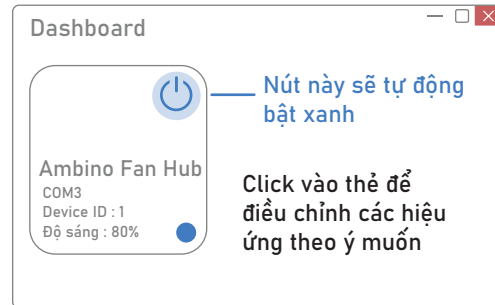 Dashboard
Nút này sẽ tự động
bật xanh
Ambino Fan Hub
COM3
Device ID : 1
Độ sáng : 80%
Click vào thẻ để
điều chỉnh các hiệu
ứng theo ý muốn